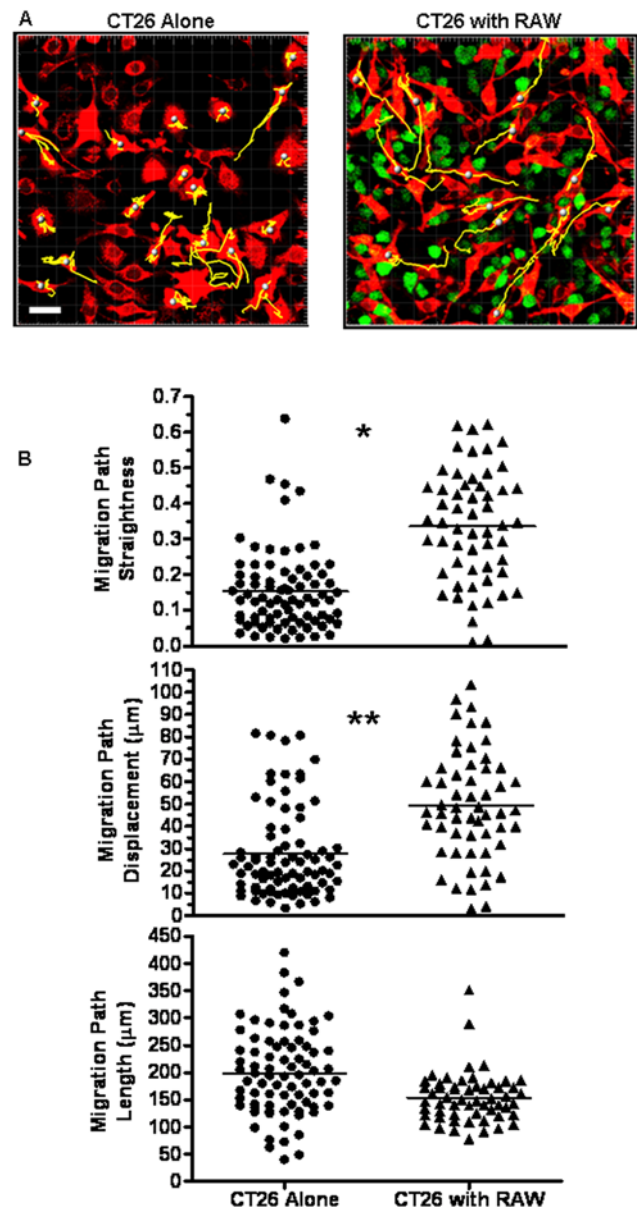 A
CT26 Alone
CT26 with RAW
B
Migration Path
Straightness
0.7
0.6
0.5
0.4
0.3
0.2
0.1
0.0
*
Migration Path
Displacement (μm)
110
100
90
80
70
60
50
40
30
20
10
0
**
Migration Path
Length (μm)
450
400
350
300
250
200
150
100
50
0
CT26 Alone
CT26 with RAW